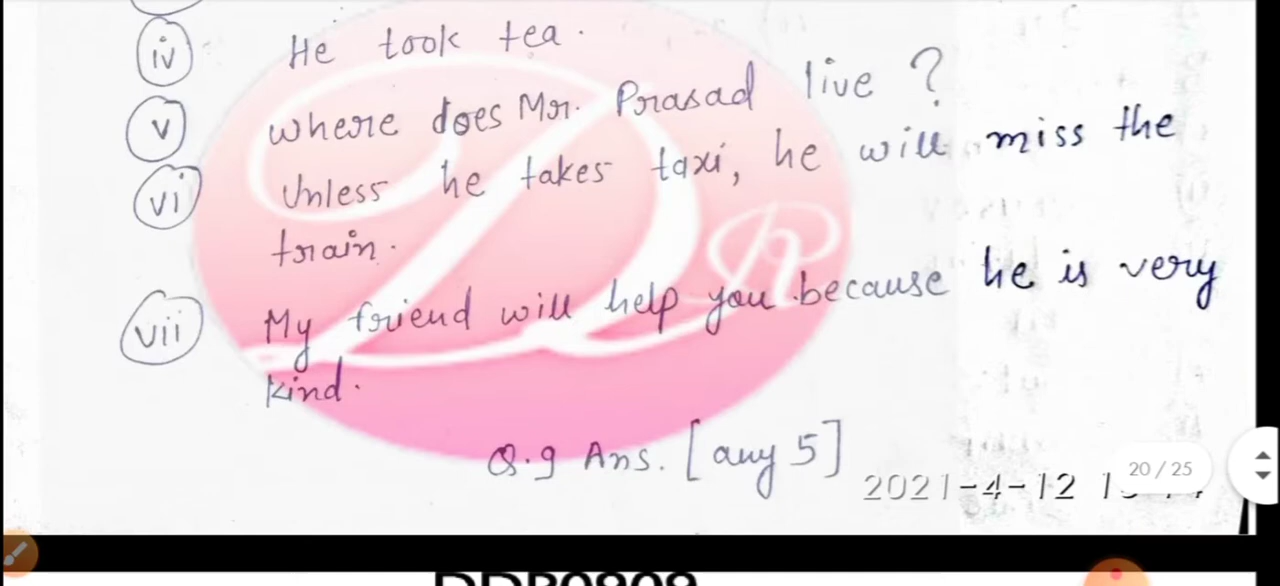 iv He took tea.
v where does Mr. Prasad live ?
vi Unless he takes taxi, he will miss the
train.
vii My friend will help you because he is very
kind.
Q.9 Ans. [any 5]
20 / 25
2021-4-12